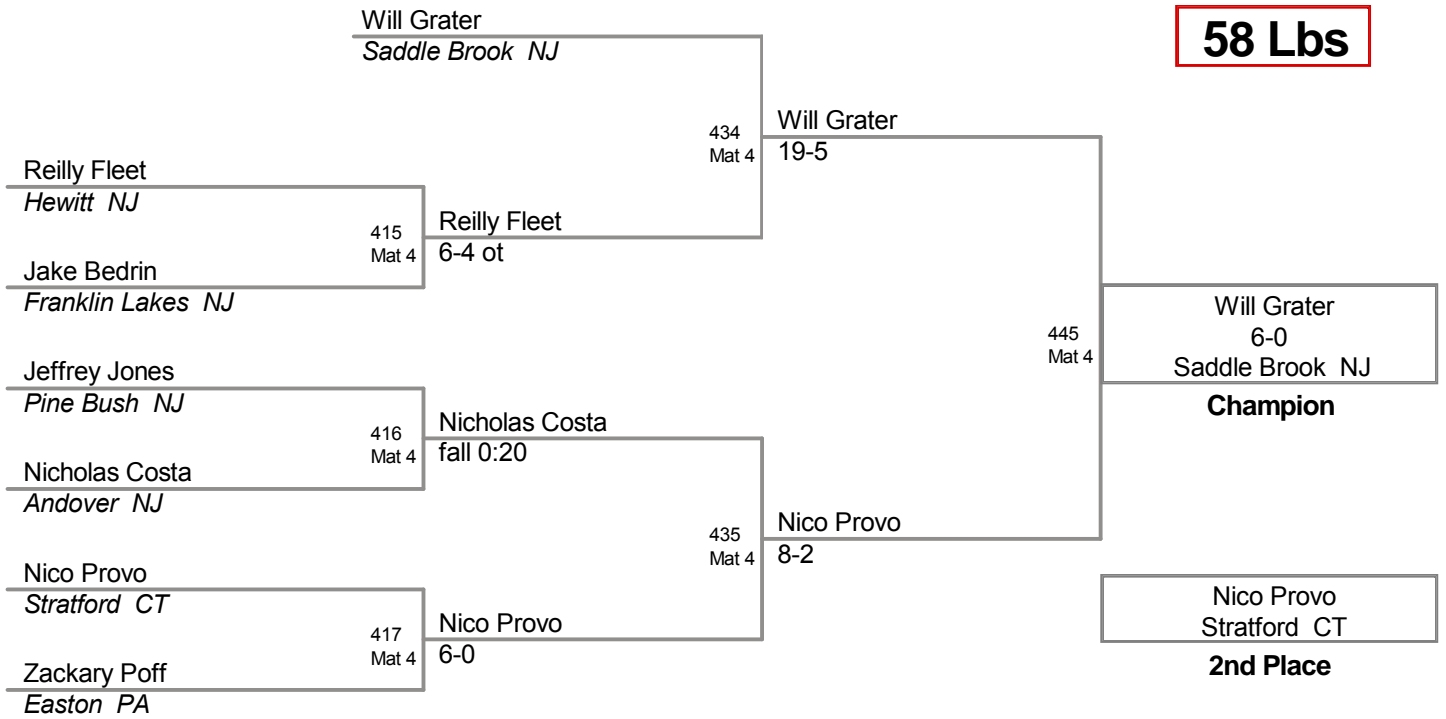 Will Grater
Saddle Brook NJ
58 Lbs
434
Mat 4
Will Grater
19-5
Reilly Fleet
Hewitt NJ
415
Mat 4
Reilly Fleet
6-4 ot
Jake Bedrin
Franklin Lakes NJ
445
Mat 4
Will Grater
6-0
Saddle Brook NJ
Champion
Jeffrey Jones
Pine Bush NJ
416
Mat 4
Nicholas Costa
fall 0:20
Nicholas Costa
Andover NJ
435
Mat 4
Nico Provo
8-2
Nico Provo
Stratford CT
417
Mat 4
Nico Provo
6-0
Zackary Poff
Easton PA
Nico Provo
Stratford CT
2nd Place